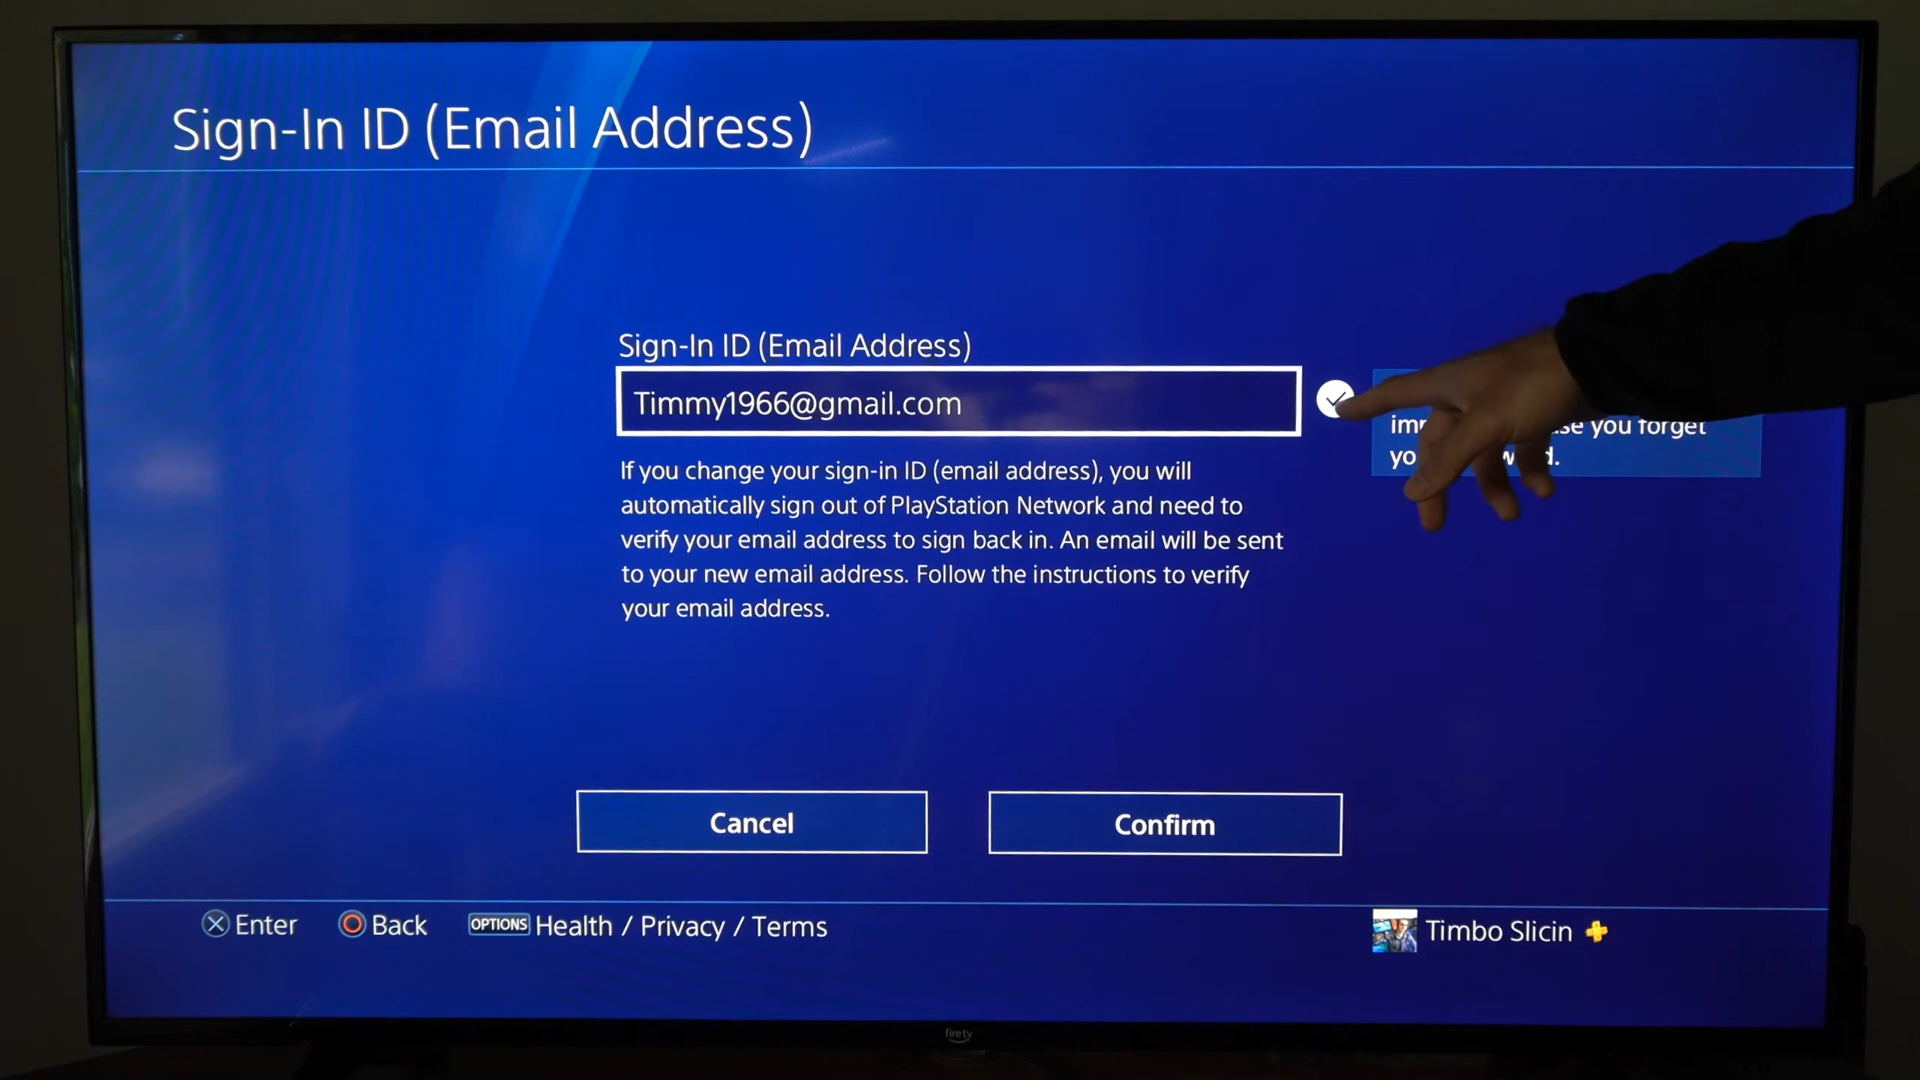 Sign-In ID (Email Address)
Sign-In ID (Email Address)
Timmy1966@gmail.com
you forget
If you change your sign-in ID (email address), you will
automatically sign out of PlayStation Network and need to
verify your email address to sign back in. An email will be sent
to your new email address. Follow the instructions to verify
your email address.
Cancel
Confirm
Enter
Back
OPTIONS Health / Privacy / Terms
Timbo Slicin
firetv